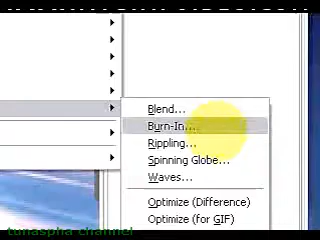 Blend...
Burn-In...
Rippling...
Spinning Globe...
Waves...
Optimize (Difference)
Optimize (for GIF)
tunaspha channel